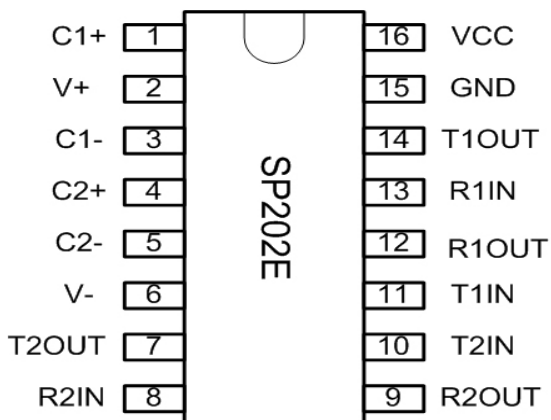 C1+ 1 16 VCC
V+ 2 15 GND
C1- 3 14 T1OUT
C2+ 4 13 R1IN
C2- 5 12 R1OUT
V- 6 11 T1IN
T2OUT 7 10 T2IN
R2IN 8 9 R2OUT
SP202E